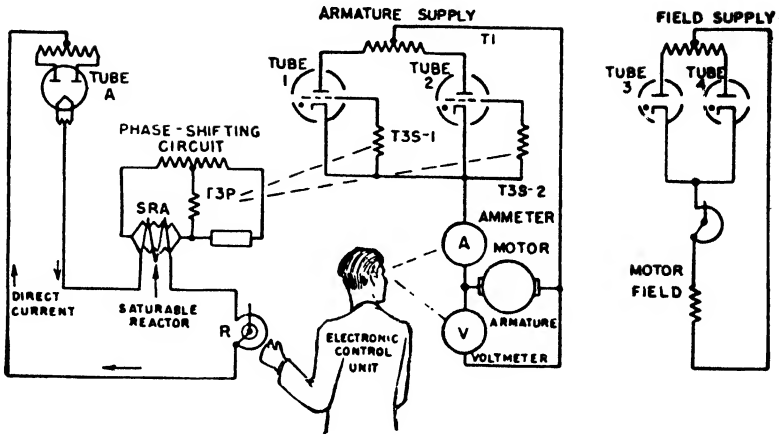 ARMATURE SUPPLY
FIELD SUPPLY
T1
TUBE
A
TUBE
1
TUBE
2
TUBE
3
TUBE
4
PHASE-SHIFTING
CIRCUIT
T3S-1
T3P
T3S-2
SRA
AMMETER
A
MOTOR
DIRECT
CURRENT
SATURABLE
REACTOR
R
ELECTRONIC
CONTROL
UNIT
V
ARMATURE
VOLTMETER
MOTOR
FIELD